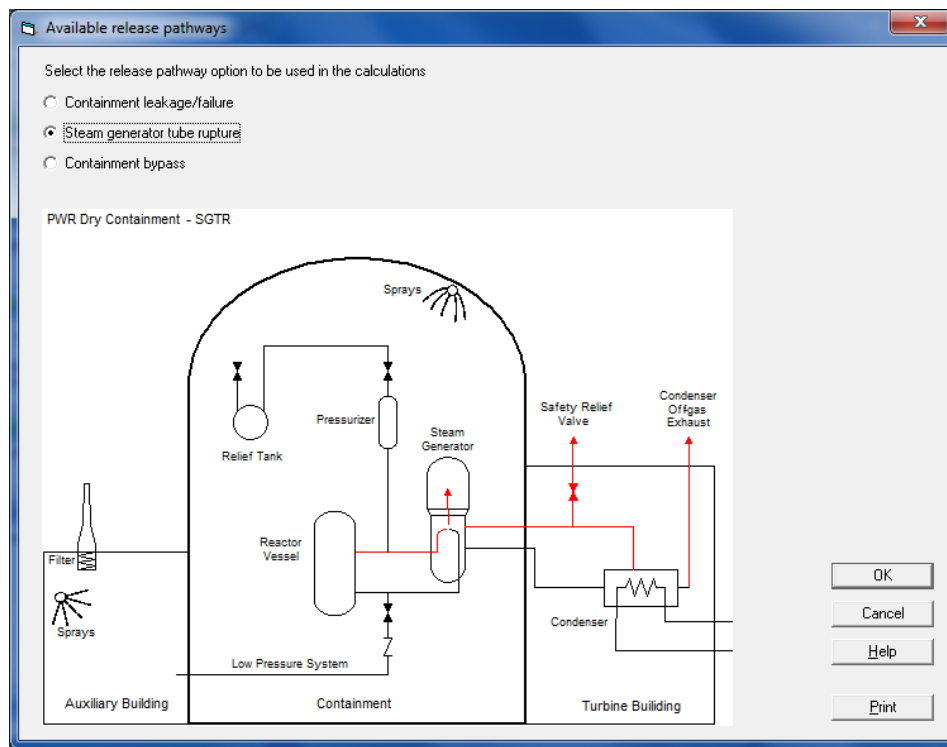 Available release pathways
Select the release pathway option to be used in the calculations
Containment leakage/failure
Steam generator tube rupture
Containment bypass
PWR Dry Containment - SGTR
Sprays
Pressurizer
Relief Tank
Steam
Generator
Safety Relief
Valve
Condenser
Offgas
Exhaust
Filter
Sprays
Reactor
Vessel
Condenser
Low Pressure System
Auxiliary Building
Containment
Turbine Builiding
OK
Cancel
Help
Print